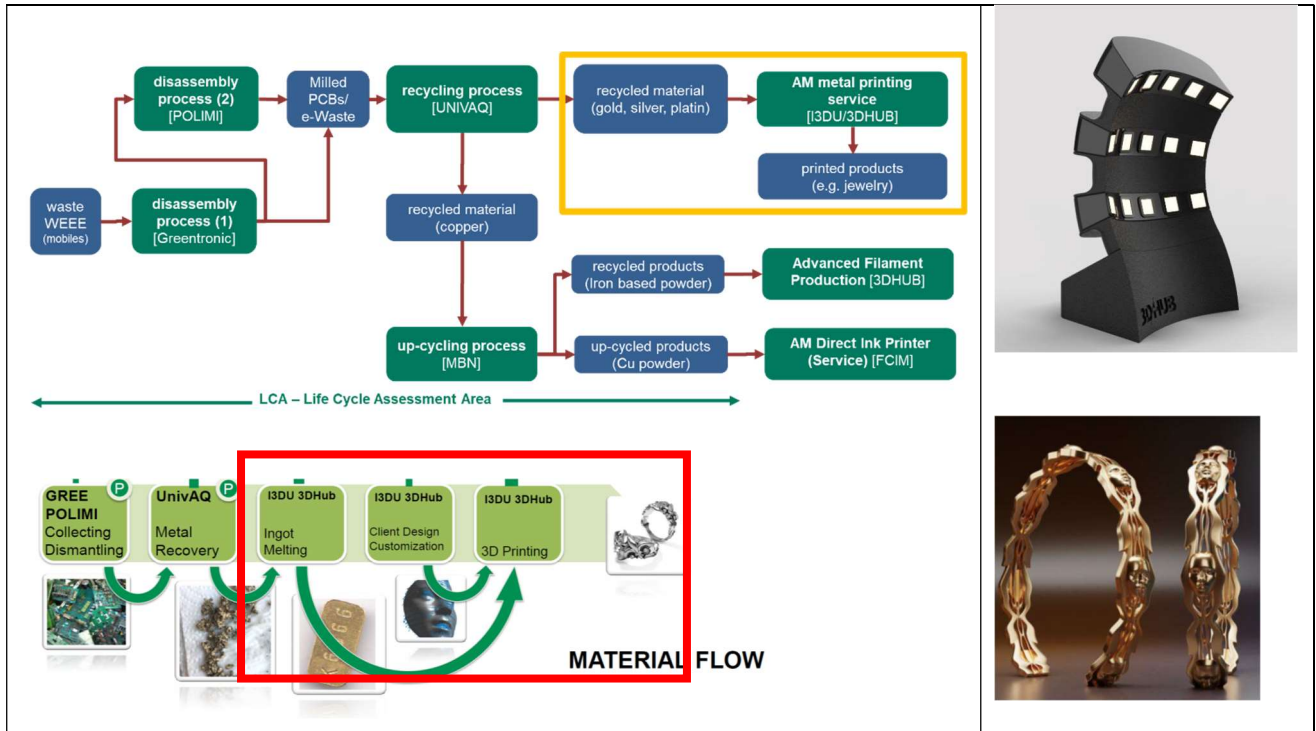 disassembly
process (2)
[POLIMI]
Milled
PCBs/
e-Waste
recycling process
[UNIVAQ]
recycled material
(gold, silver, platin)
AM metal printing
service
[I3DU/3DHUB]
printed products
(e.g. jewelry)
waste
WEEE
(mobiles)
disassembly
process (1)
[Greentronic]
recycled material
(copper)
recycled products
(Iron based powder)
Advanced Filament
Production [3DHUB]
up-cycling process
[MBN]
up-cycled products
(Cu powder)
AM Direct Ink Printer
(Service) [FCIM]
LCA – Life Cycle Assessment Area
GREE
POLIMI
Collecting
Dismantling
P
UnivAQ
Metal
Recovery
P
I3DU 3DHub
Ingot
Melting
I3DU 3DHub
Client Design
Customization
I3DU 3DHub
3D Printing
MATERIAL FLOW
3DHUB